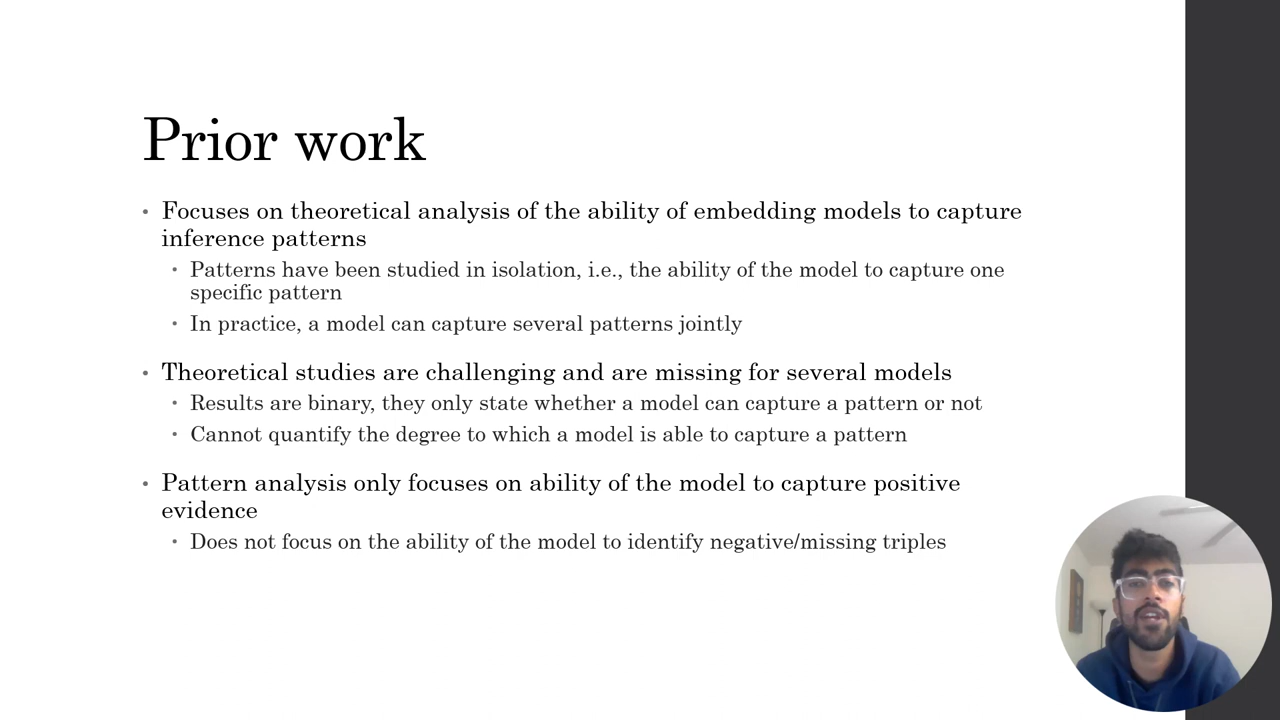 Prior work
• Focuses on theoretical analysis of the ability of embedding models to capture
inference patterns
• Patterns have been studied in isolation, i.e., the ability of the model to capture one
specific pattern
• In practice, a model can capture several patterns jointly
• Theoretical studies are challenging and are missing for several models
• Results are binary, they only state whether a model can capture a pattern or not
• Cannot quantify the degree to which a model is able to capture a pattern
• Pattern analysis only focuses on ability of the model to capture positive
evidence
• Does not focus on the ability of the model to identify negative/missing triples